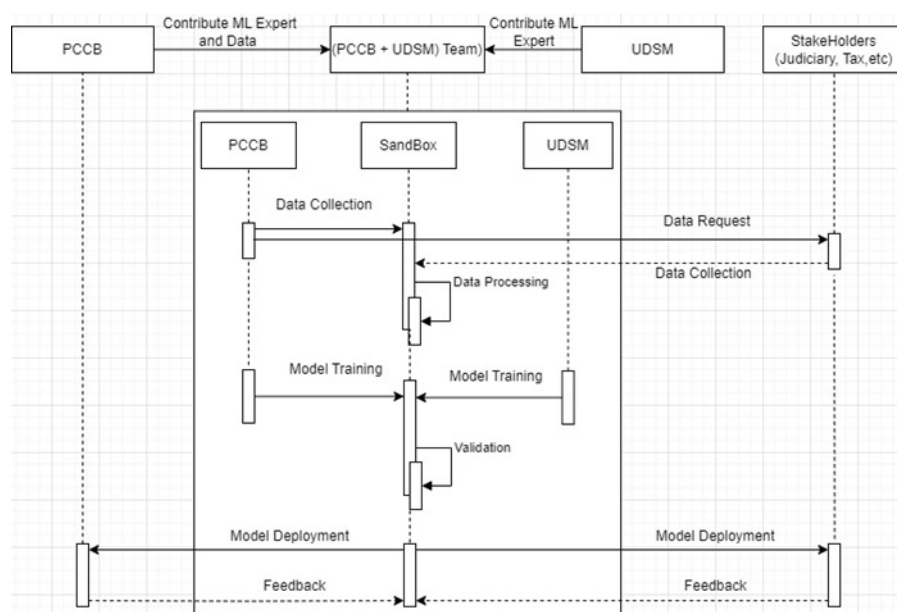 Contribute ML Expert
and Data
Contribute ML
Expert
PCCB
(PCCB + UDSM) Team)
UDSM
StakeHolders
(Judiciary, Tax,etc)
PCCB
SandBox
UDSM
Data Collection
Data Request
Data Collection
Data Processing
Model Training
Model Training
Validation
Model Deployment
Model Deployment
Feedback
Feedback